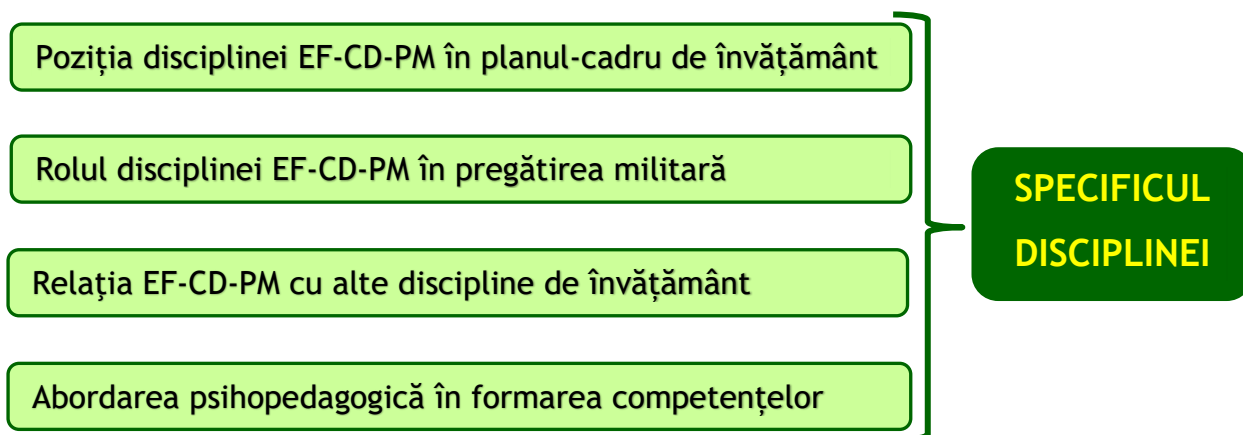 Poziția disciplinei EF-CD-PM în planul-cadru de învățământ
Rolul disciplinei EF-CD-PM în pregătirea militară
Relaţia EF-CD-PM cu alte discipline de învățământ
Abordarea psihopedagogică în formarea competențelor
SPECIFICUL
DISCIPLINEI